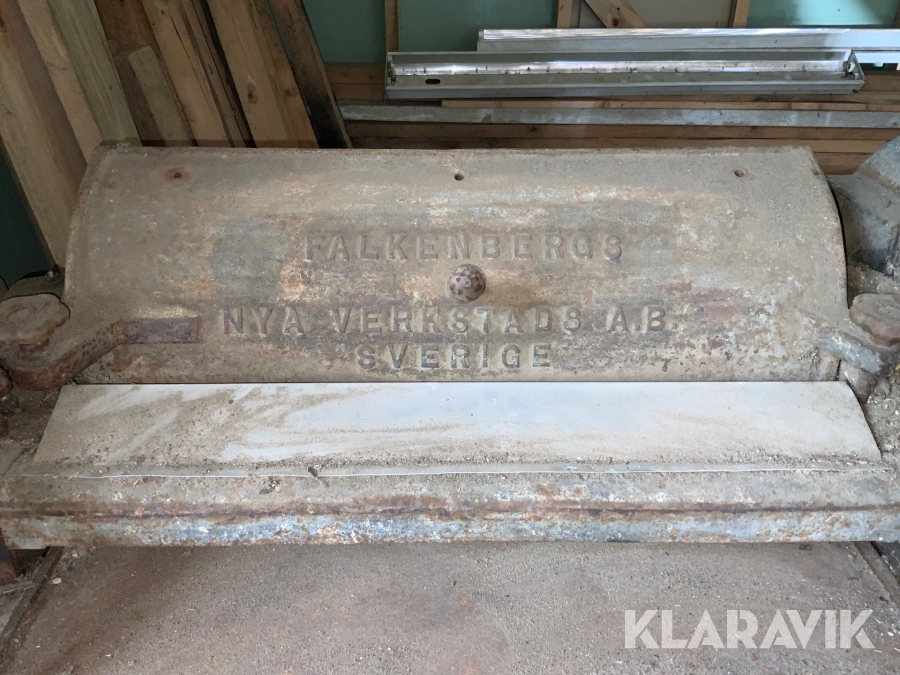 FALKENBERGS
NYA VERKSTADS A.B.
SVERIGE
KLARAVIK